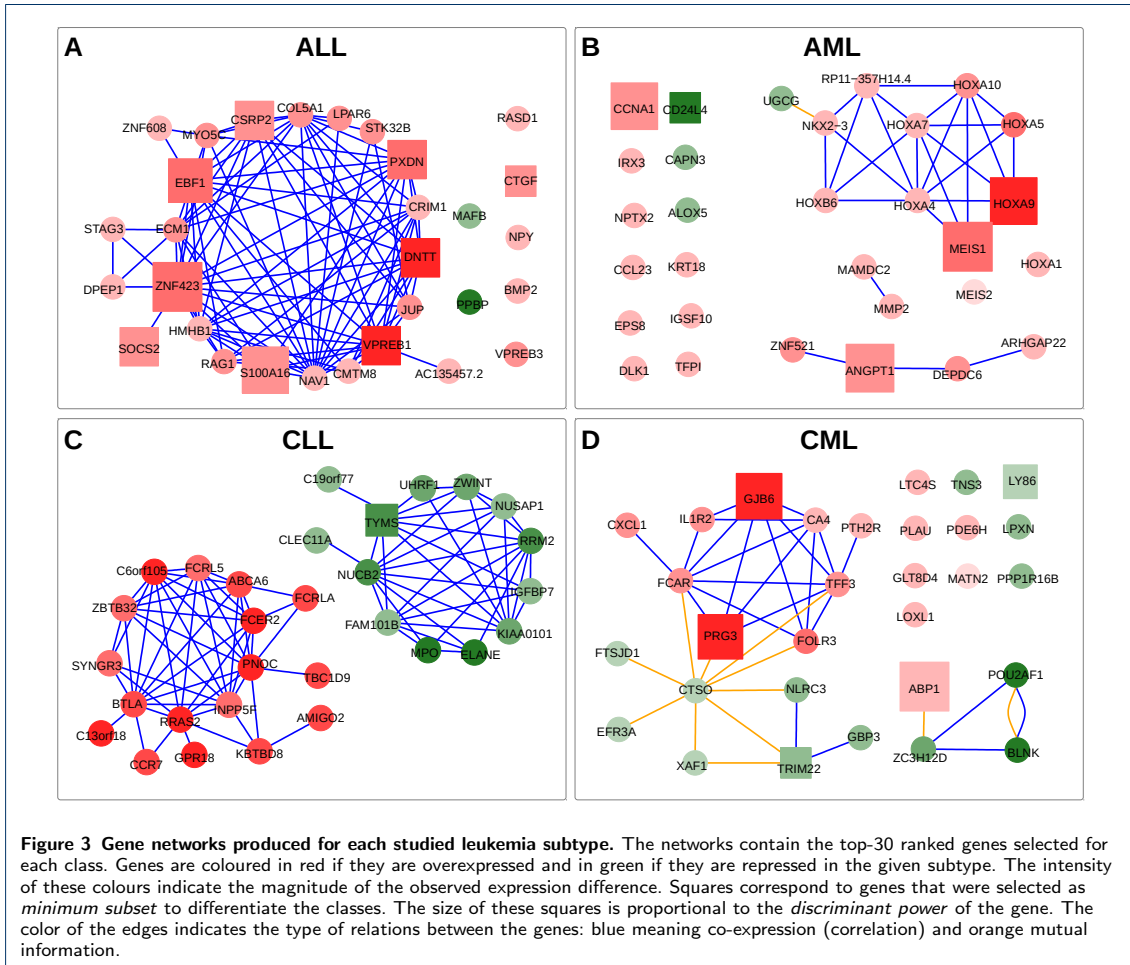 A ALL
COL5A1
CSRP2
LPAR6
ZNF608
MYO5C
STK32B
RASD1
PXDN
EBF1
CTGF
CRIM1
MAFB
STAG3
ECM1
NPY
DNTT
ZNF423
DPEP1
BMP2
PPBP
JUP
HMHB1
SOCS2
VPREB1
VPREB3
RAG1
S100A16
NAV1
CMTM8
AC135457.2
B AML
RP11−357H14.4
HOXA10
UGCG
CCNA1
CD24L4
NKX2−3
HOXA7
HOXA5
IRX3
CAPN3
HOXB6
HOXA4
HOXA9
NPTX2
ALOX5
MEIS1
CCL23
KRT18
MAMDC2
HOXA1
MEIS2
MMP2
EPS8
IGSF10
ZNF521
ARHGAP22
DLK1
TFPI
ANGPT1
DEPDC6
C CLL
C19orf77
UHRF1
ZWINT
NUSAP1
TYMS
CLEC11A
RRM2
C6orf105
FCRL5
ABCA6
NUCB2
IGFBP7
FCRLA
ZBTB32
FCER2
FAM101B
KIAA0101
MPO
ELANE
SYNGR3
PNOC
TBC1D9
BTLA
INPP5F
RRAS2
AMIGO2
C13orf18
CCR7
GPR18
KBTBD8
D CML
GJB6
LTC4S
TNS3
LY86
CXCL1
IL1R2
CA4
PTH2R
PLAU
PDE6H
LPXN
FCAR
TFF3
GLT8D4
MATN2
PPP1R16B
LOXL1
PRG3
FOLR3
FTSJD1
CTSO
NLRC3
ABP1
POU2AF1
EFR3A
GBP3
XAF1
TRIM22
ZC3H12D
BLNK
Figure 3 Gene networks produced for each studied leukemia subtype. The networks contain the top-30 ranked genes selected for
each class. Genes are coloured in red if they are overexpressed and in green if they are repressed in the given subtype. The intensity
of these colours indicate the magnitude of the observed expression difference. Squares correspond to genes that were selected as
minimum subset to differentiate the classes. The size of these squares is proportional to the discriminant power of the gene. The
color of the edges indicates the type of relations between the genes: blue meaning co-expression (correlation) and orange mutual
information.